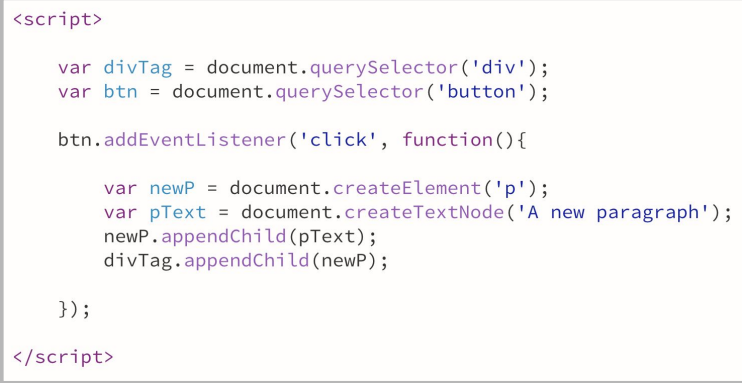 <script>
var divTag = document.querySelector('div');
var btn = document.querySelector('button');
btn.addEventListener('click', function(){
var newP = document.createElement('p');
var pText = document.createTextNode('A new paragraph');
newP.appendChild(pText);
divTag.appendChild(newP);
});
</script>